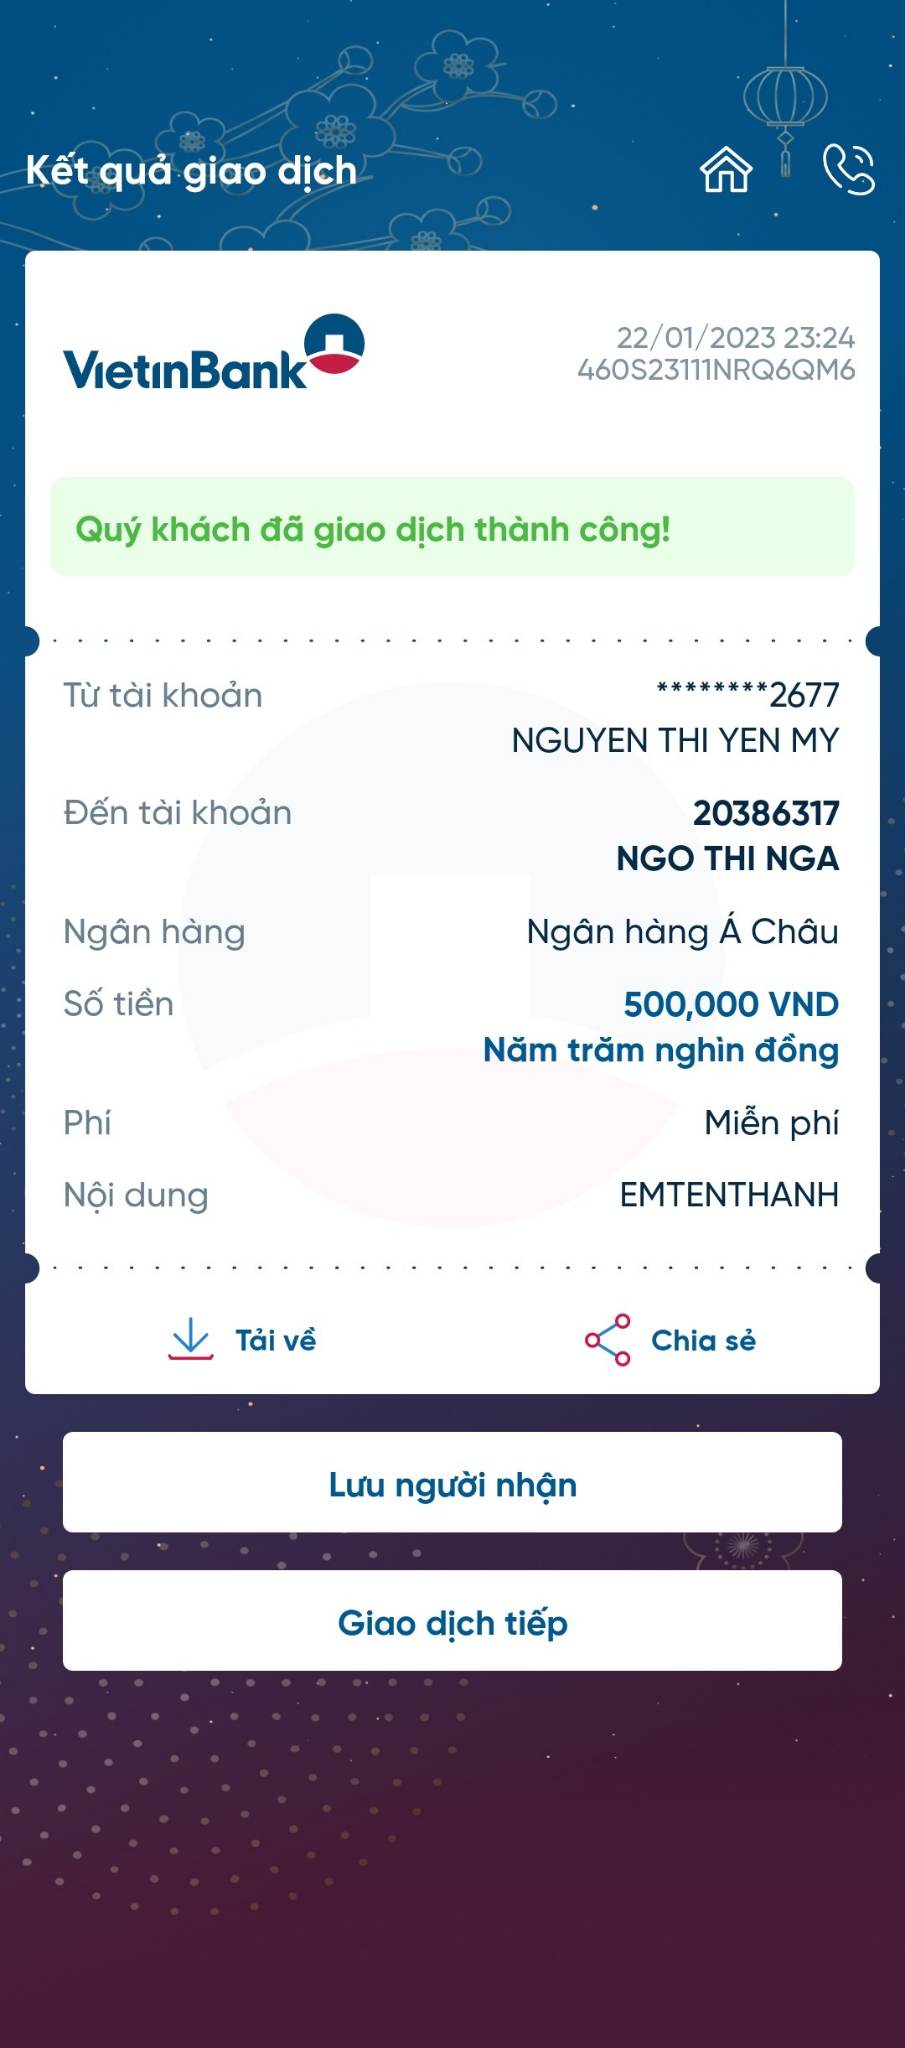 Kết quả giao dịch
VietinBank
22/01/2023 23:24
460S23111NRQ6QM6
Quý khách đã giao dịch thành công!
Từ tài khoản
********2677
NGUYEN THI YEN MY
Đến tài khoản
20386317
NGO THI NGA
Ngân hàng
Ngân hàng Á Châu
Số tiền
500,000 VND
Năm trăm nghìn đồng
Phí
Miễn phí
Nội dung
EMTENTHANH
Tải về
Chia sẻ
Lưu người nhận
Giao dịch tiếp